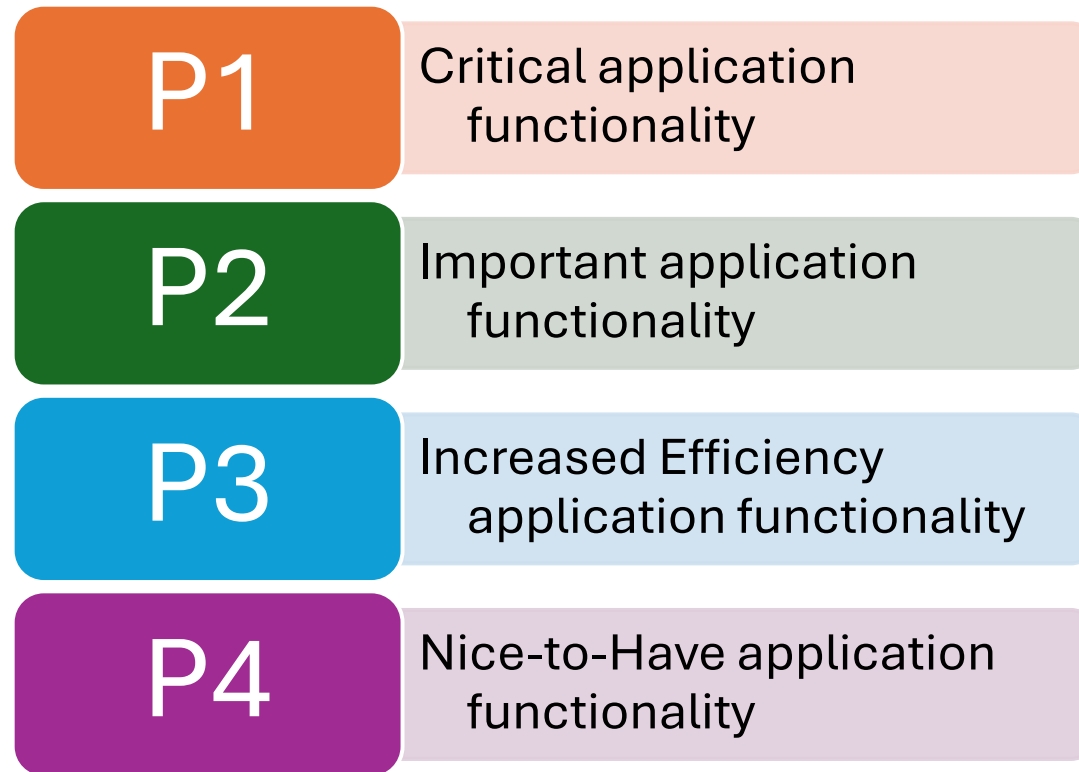 P1
Critical application
functionality
P2
Important application
functionality
P3
Increased Efficiency
application functionality
P4
Nice-to-Have application
functionality